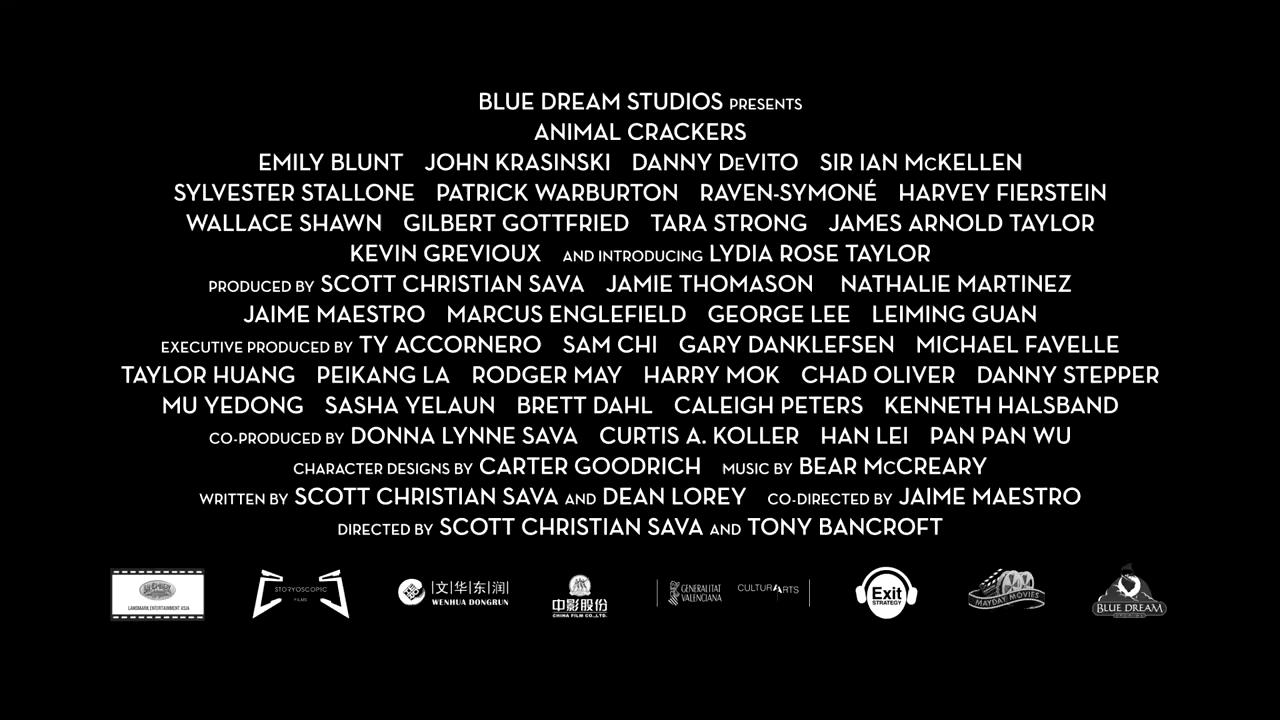 BLUE DREAM STUDIOS PRESENTS
ANIMAL CRACKERS
EMILY BLUNT JOHN KRASINSKI DANNY DeVITO SIR IAN McKELLEN
SYLVESTER STALLONE PATRICK WARBURTON RAVEN-SYMONÉ HARVEY FIERSTEIN
WALLACE SHAWN GILBERT GOTTFRIED TARA STRONG JAMES ARNOLD TAYLOR
KEVIN GREVIOUX AND INTRODUCING LYDIA ROSE TAYLOR
PRODUCED BY SCOTT CHRISTIAN SAVA JAMIE THOMASON NATHALIE MARTINEZ
JAIME MAESTRO MARCUS ENGLEFIELD GEORGE LEE LEIMING GUAN
EXECUTIVE PRODUCED BY TY ACCORNERO SAM CHI GARY DANKLEFSEN MICHAEL FAVELLE
TAYLOR HUANG PEIKANG LA RODGER MAY HARRY MOK CHAD OLIVER DANNY STEPPER
MU YEDONG SASHA YELAUN BRETT DAHL CALEIGH PETERS KENNETH HALSBAND
CO-PRODUCED BY DONNA LYNNE SAVA CURTIS A. KOLLER HAN LEI PAN PAN WU
CHARACTER DESIGNS BY CARTER GOODRICH MUSIC BY BEAR McCREARY
WRITTEN BY SCOTT CHRISTIAN SAVA AND DEAN LOREY CO-DIRECTED BY JAIME MAESTRO
DIRECTED BY SCOTT CHRISTIAN SAVA AND TONY BANCROFT
LANDMARK ENTERTAINMENT ASIA
STORYOSCOPIC
FILMS
文华东润
WENHUA DONGRUN
中影股份
CHINA FILM CO.,LTD.
GENERALITAT
VALENCIANA
CULTURARTS
Exit
STRATEGY
MAYDAY MOVIES
BLUE DREAM